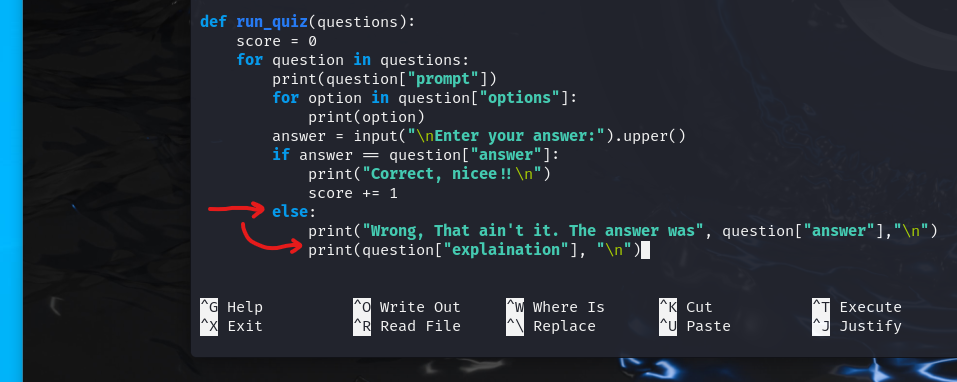 def run_quiz(questions):
    score = 0
    for question in questions:
        print(question["prompt"])
        for option in question["options"]:
            print(option)
        answer = input("\nEnter your answer:").upper()
        if answer == question["answer"]:
            print("Correct, nicee!!\n")
            score += 1
        else:
            print("Wrong, That ain't it. The answer was", question["answer"],"\n")
            print(question["explaination"], "\n")
^G Help ^O Write Out ^W Where Is ^K Cut ^T Execute
^X Exit ^R Read File ^\ Replace ^U Paste ^J Justify